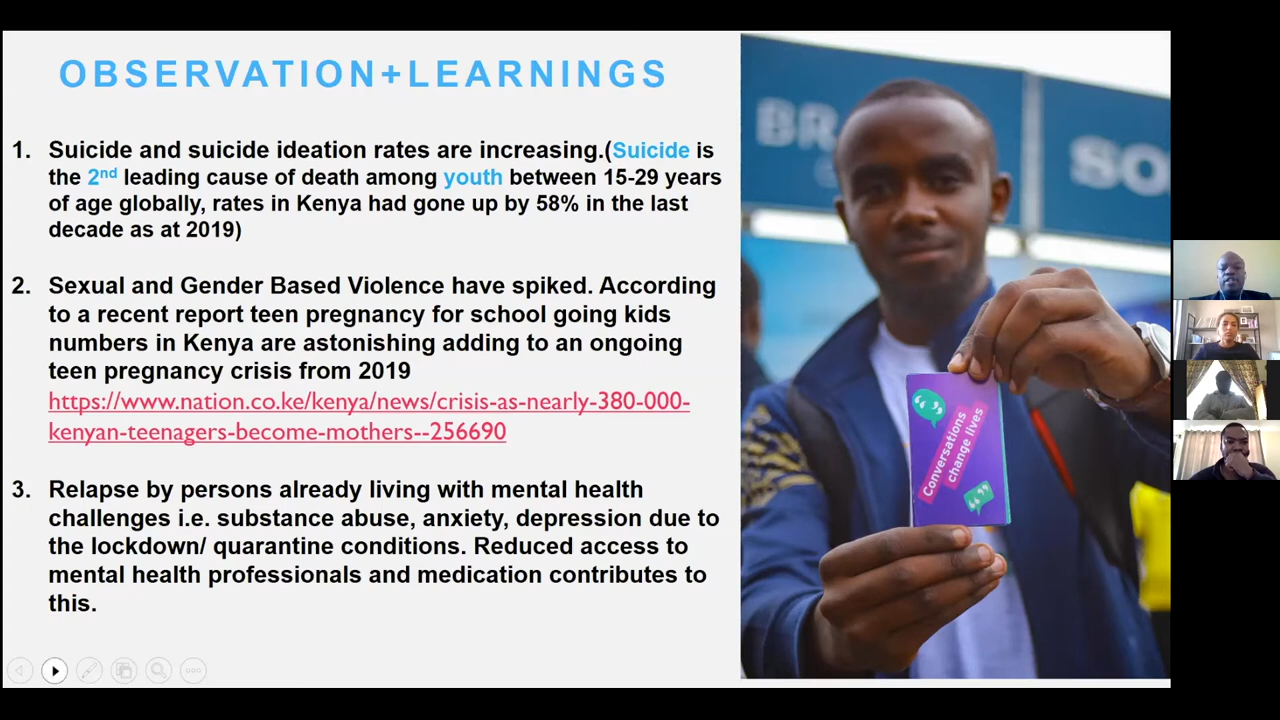 OBSERVATION+LEARNINGS
1. Suicide and suicide ideation rates are increasing.(Suicide is
the 2nd leading cause of death among youth between 15-29 years
of age globally, rates in Kenya had gone up by 58% in the last
decade as at 2019)
2. Sexual and Gender Based Violence have spiked. According
to a recent report teen pregnancy for school going kids
numbers in Kenya are astonishing adding to an ongoing
teen pregnancy crisis from 2019
https://www.nation.co.ke/kenya/news/crisis-as-nearly-380-000-
kenyan-teenagers-become-mothers--256690
3. Relapse by persons already living with mental health
challenges i.e. substance abuse, anxiety, depression due to
the lockdown/ quarantine conditions. Reduced access to
mental health professionals and medication contributes to
this.
BR
SO
Conversations
change lives